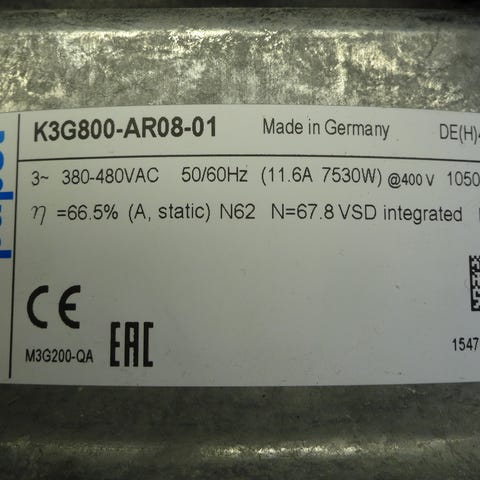 K3G800-AR08-01 Made in Germany DE(H)4
3~ 380-480VAC 50/60Hz (11.6A 7530W) @400 V 1050
η =66.5% (A, static) N62 N=67.8 VSD integrated
CE
M3G200-QA EAC
1547